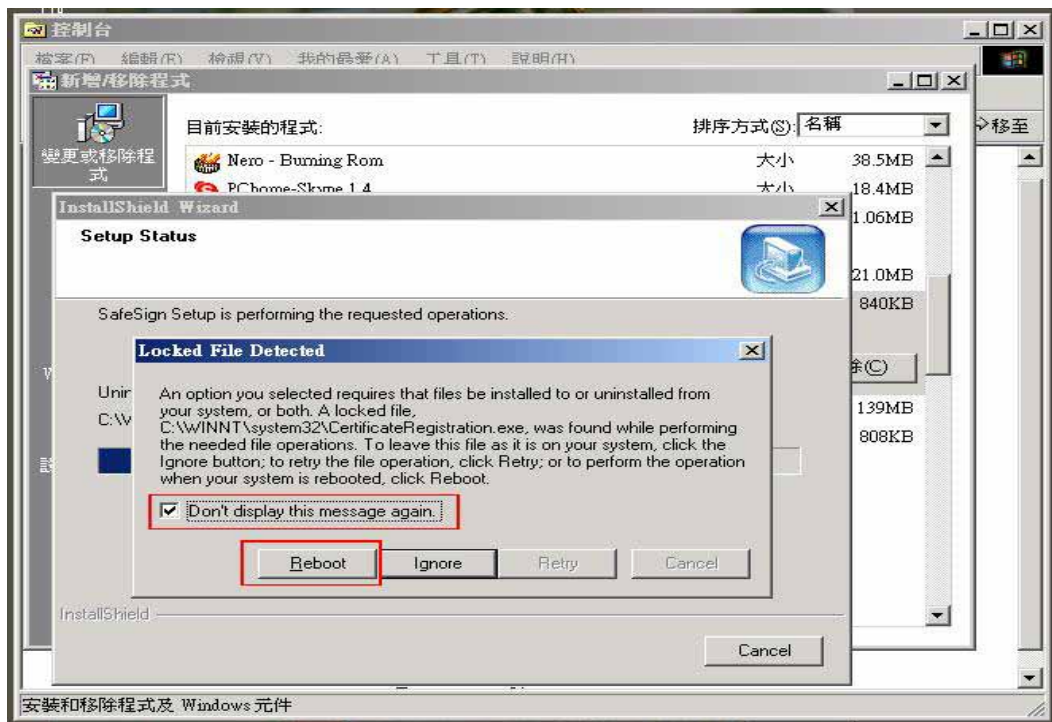 控制台
檔案(F) 編輯(E) 檢視(V) 我的最愛(A) 工具(T) 說明(H)
新增/移除程式
移至
變更或移除程
式
目前安裝的程式:
排序方式(S): 名稱
Nero - Burning Rom 大小 38.5MB
PChome-Skype 1.4 大小 18.4MB
1.06MB
21.0MB
840KB
除(C)
139MB
808KB
InstallShield Wizard
Setup Status
SafeSign Setup is performing the requested operations.
Unin
C:\W
Locked File Detected
An option you selected requires that files be installed to or uninstalled from
your system, or both. A locked file,
C:\WINNT\system32\CertificateRegistration.exe, was found while performing
the needed file operations. To leave this file as it is on your system, click the
Ignore button; to retry the file operation, click Retry; or to perform the operation
when your system is rebooted, click Reboot.
Don't display this message again.
Reboot Ignore Retry Cancel
InstallShield
Cancel
安裝和移除程式及 Windows 元件